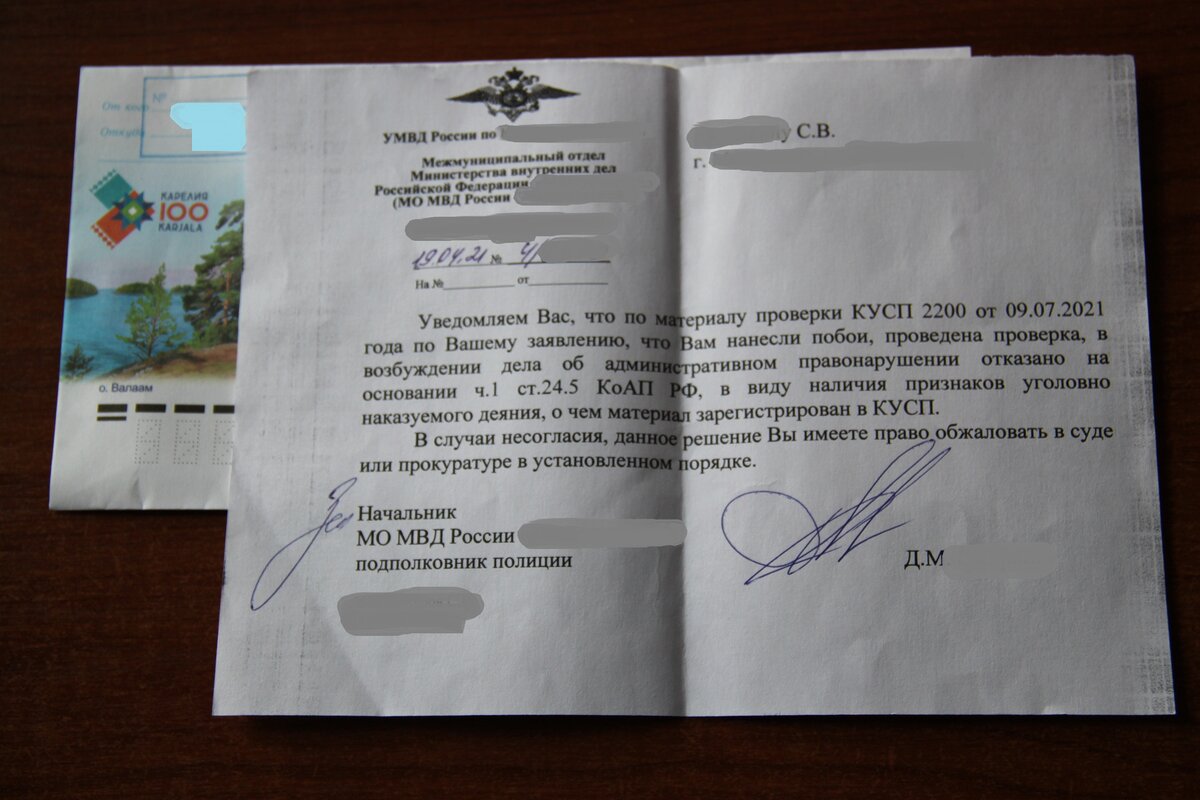 От кого
№
Откуда
КАРЕЛИЯ
100
KARJALA
о. Валаам
УМВД России по
Межмуниципальный отдел
Министерства внутренних дел
Российской Федерации
(МО МВД России
19.04.21 № 4/
На № от
у С.В.
г.
Уведомляем Вас, что по материалу проверки КУСП 2200 от 09.07.2021
года по Вашему заявлению, что Вам нанесли побои, проведена проверка, в
возбуждении дела об административном правонарушении отказано на
основании ч.1 ст.24.5 КоАП РФ, в виду наличия признаков уголовно
наказуемого деяния, о чем материал зарегистрирован в КУСП.
В случаи несогласия, данное решение Вы имеете право обжаловать в суде
или прокуратуре в установленном порядке.
Начальник
МО МВД России
подполковник полиции
Д.М